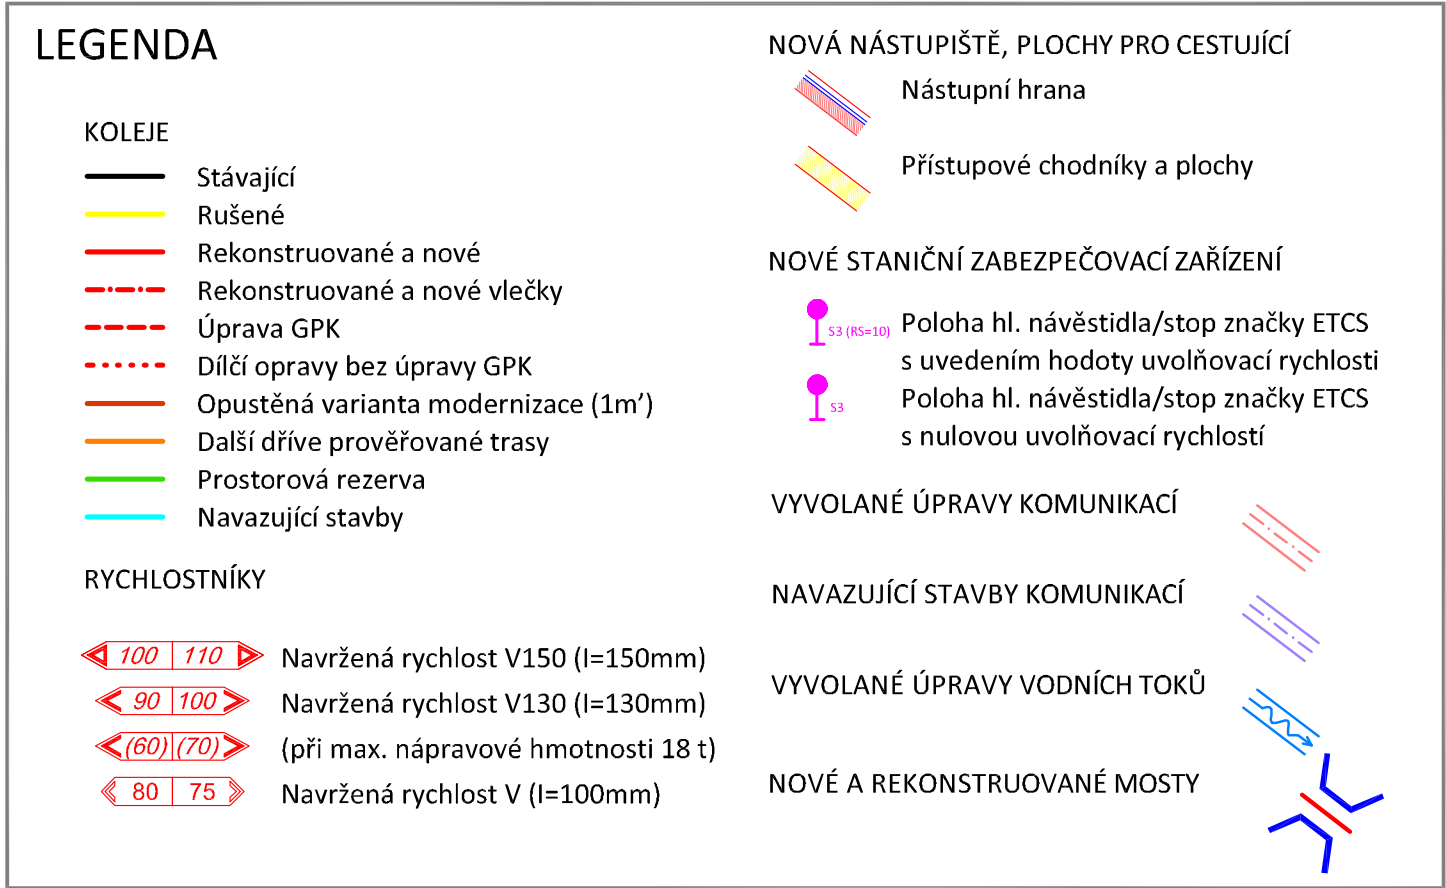 LEGENDA
KOLEJE
Stávající
Rušené
Rekonstruované a nové
Rekonstruované a nové vlečky
Úprava GPK
Dílčí opravy bez úpravy GPK
Opustěná varianta modernizace (1m’)
Další dříve prověřované trasy
Prostorová rezerva
Navazující stavby
RYCHLOSTNÍKY
100 110 Navržená rychlost V150 (I=150mm)
90 100 Navržená rychlost V130 (I=130mm)
(60) (70) (při max. nápravové hmotnosti 18 t)
80 75 Navržená rychlost V (I=100mm)
NOVÁ NÁSTUPIŠTĚ, PLOCHY PRO CESTUJÍCÍ
Nástupní hrana
Přístupové chodníky a plochy
NOVÉ STANIČNÍ ZABEZPEČOVACÍ ZAŘÍZENÍ
S3 (RS=10) Poloha hl. návěstidla/stop značky ETCS
s uvedením hodoty uvolňovací rychlosti
S3 Poloha hl. návěstidla/stop značky ETCS
s nulovou uvolňovací rychlostí
VYVOLANÉ ÚPRAVY KOMUNIKACÍ
NAVAZUJÍCÍ STAVBY KOMUNIKACÍ
VYVOLANÉ ÚPRAVY VODNÍCH TOKŮ
NOVÉ A REKONSTRUOVANÉ MOSTY